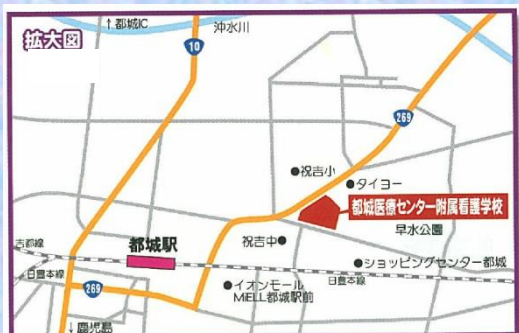 拡大図
↑都城IC
沖水川
10
269
●祝吉小
●タイヨー
都城医療センター附属看護学校
早水公園
都城駅
祝吉中●
吉都線
日豊本線
●ショッピングセンター都城
269
●イオンモール
MiELL都城駅前
日豊本線
↓鹿児島